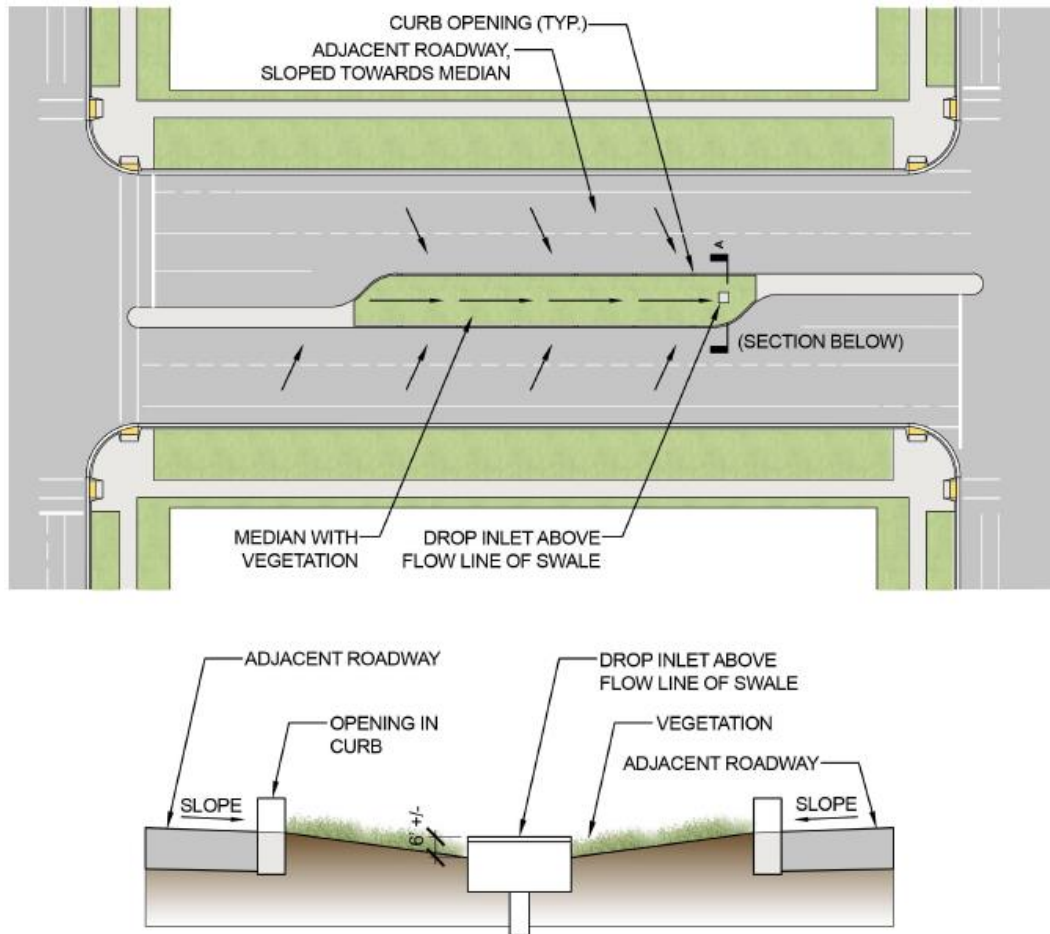 CURB OPENING (TYP.)
ADJACENT ROADWAY,
SLOPED TOWARDS MEDIAN
A
(SECTION BELOW)
MEDIAN WITH
VEGETATION
DROP INLET ABOVE
FLOW LINE OF SWALE
ADJACENT ROADWAY
DROP INLET ABOVE
FLOW LINE OF SWALE
OPENING IN
CURB
VEGETATION
ADJACENT ROADWAY
SLOPE
6' +/-
SLOPE